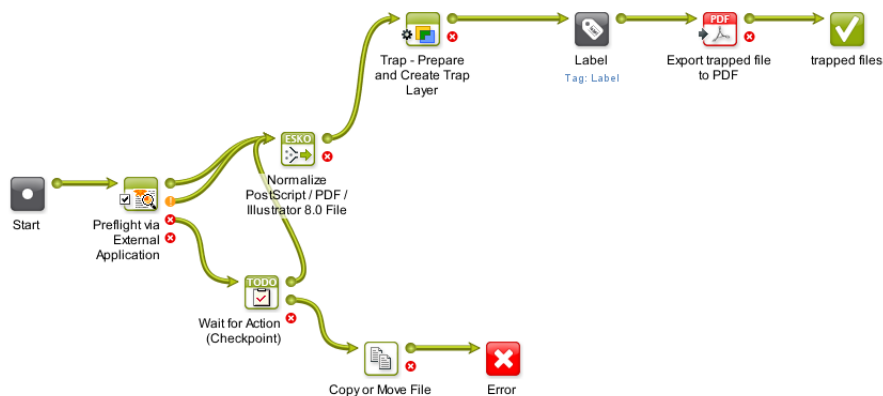 Trap - Prepare
and Create Trap
Layer
Label
Tag: Label
PDF
Export trapped file
to PDF
trapped files
ESKO
Normalize
PostScript / PDF /
Illustrator 8.0 File
Start
Preflight via
External
Application
TODO
Wait for Action
(Checkpoint)
Copy or Move File
Error